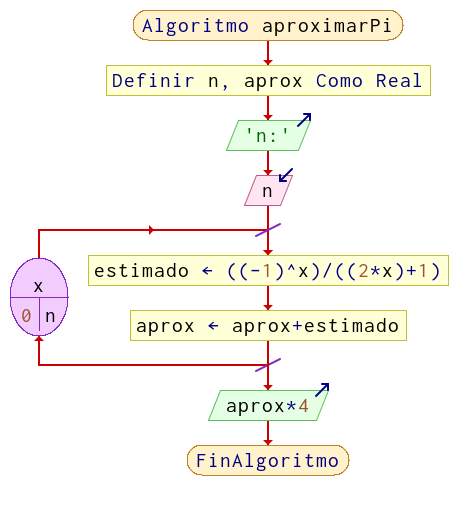 Algoritmo aproximarPi
Definir n, aprox Como Real
'n:'
n
x
0 n
estimado ← ((-1)^x)/((2*x)+1)
aprox ← aprox+estimado
aprox*4
FinAlgoritmo